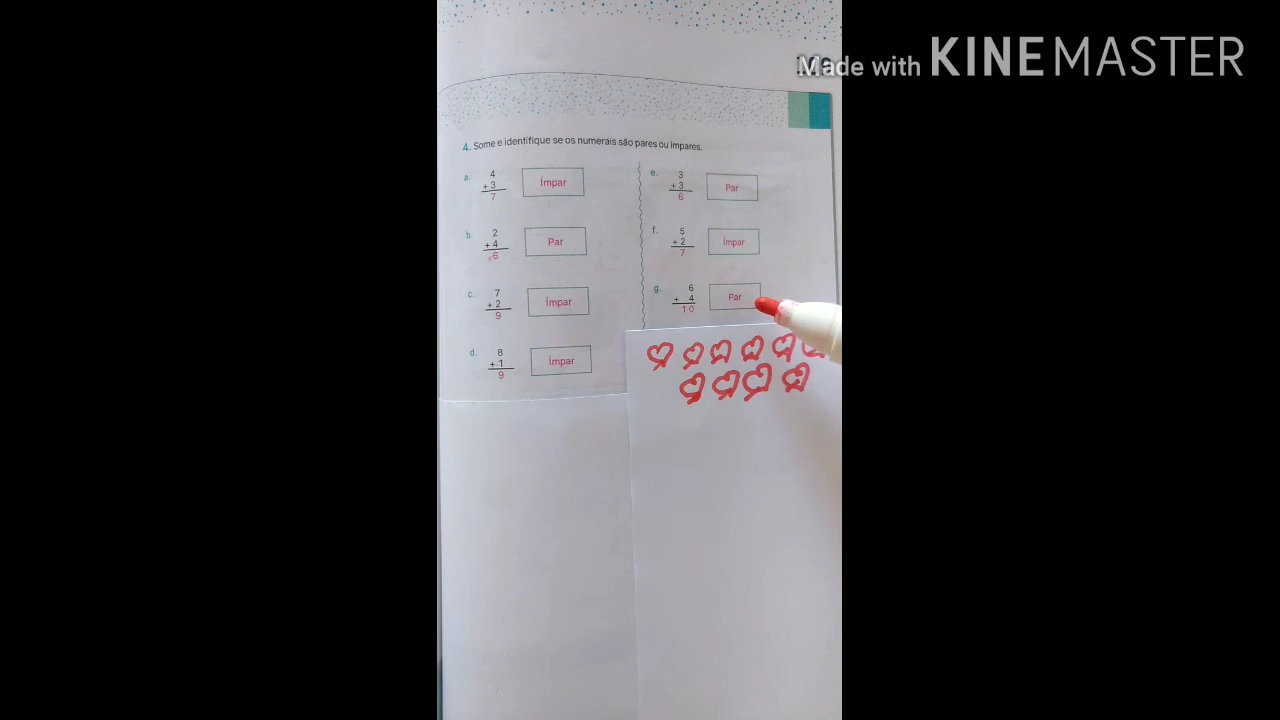 Made with KINEMASTER
4. Some e identifique se os numerais são pares ou ímpares.
a. 4
+ 3
7
Ímpar
b. 2
+ 4
6
Par
c. 7
+ 2
9
Ímpar
d. 8
+ 1
9
Ímpar
e. 3
+ 3
6
Par
f. 5
+ 2
7
Ímpar
g. 6
+ 4
10
Par